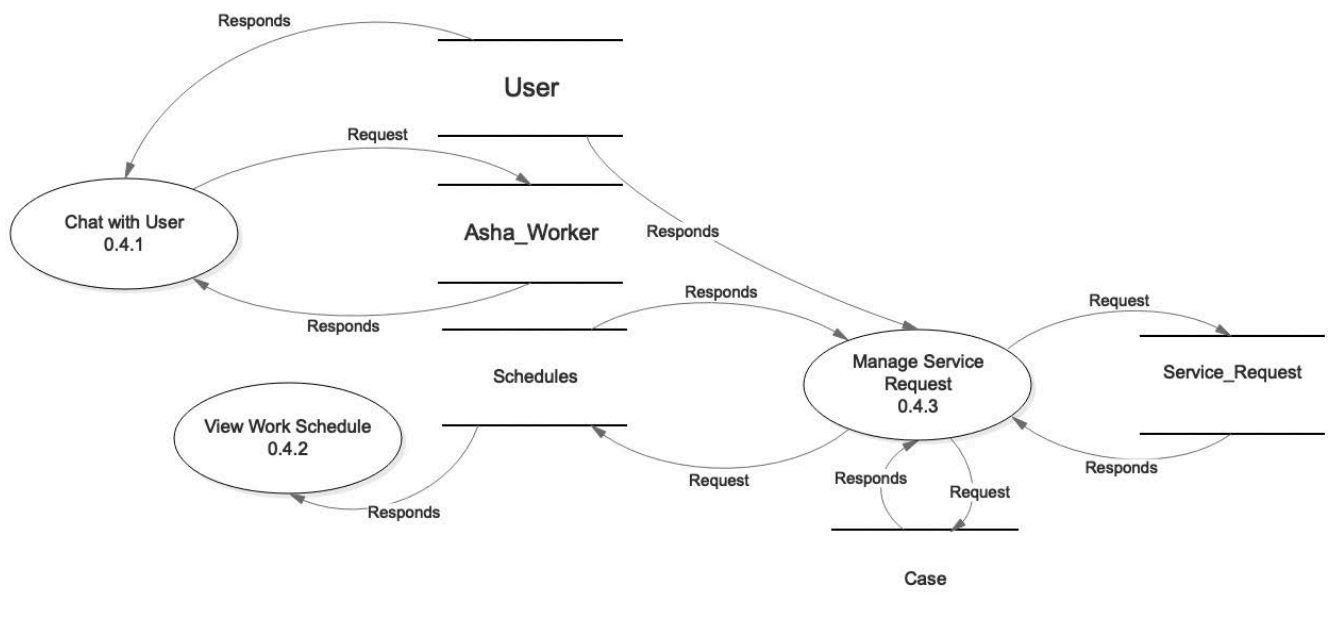 Responds
User
Request
Chat with User
0.4.1
Asha_Worker
Responds
Responds
Responds
Request
Manage Service
Request
0.4.3
Schedules
Service_Request
View Work Schedule
0.4.2
Responds
Request
Responds
Request
Responds
Case